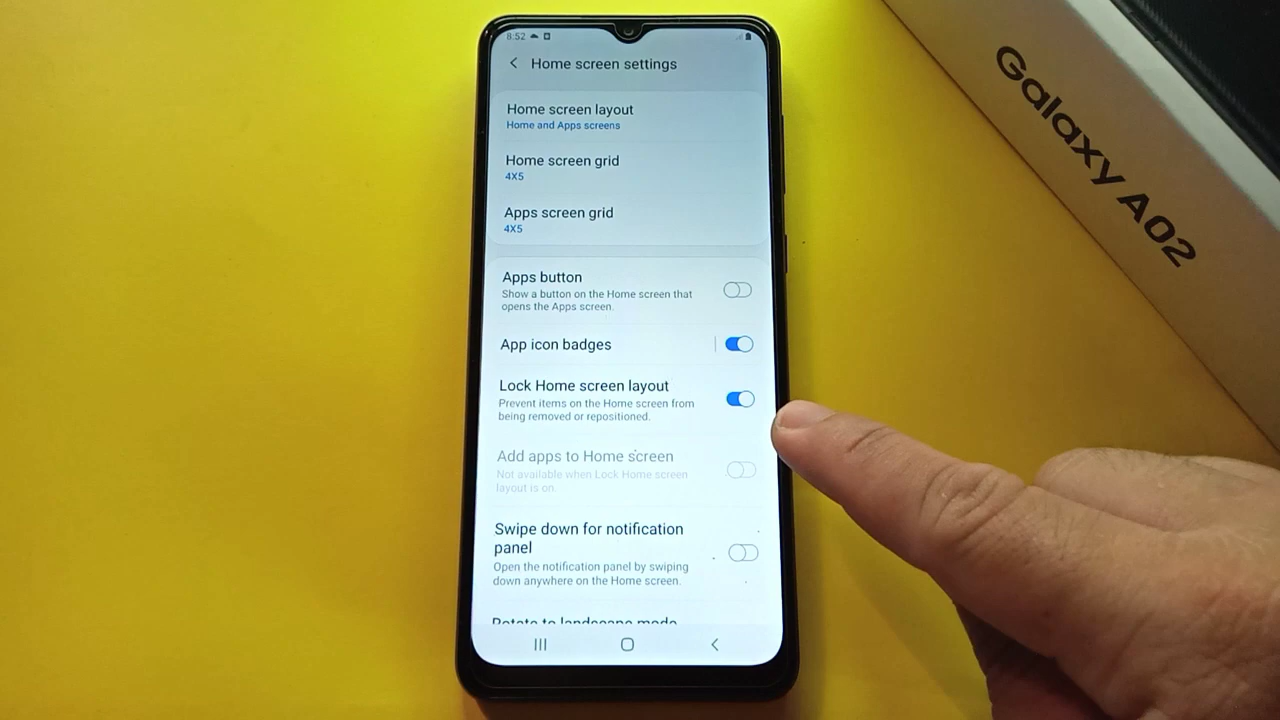 8:52
Home screen settings
Home screen layout
Home and Apps screens
Home screen grid
4X5
Apps screen grid
4X5
Apps button
Show a button on the Home screen that
opens the Apps screen.
App icon badges
Lock Home screen layout
Prevent items on the Home screen from
being removed or repositioned.
Add apps to Home screen
Not available when Lock Home screen
layout is on.
Swipe down for notification
panel
Open the notification panel by swiping
down anywhere on the Home screen.
Rotate to landscape mode
Galaxy A02